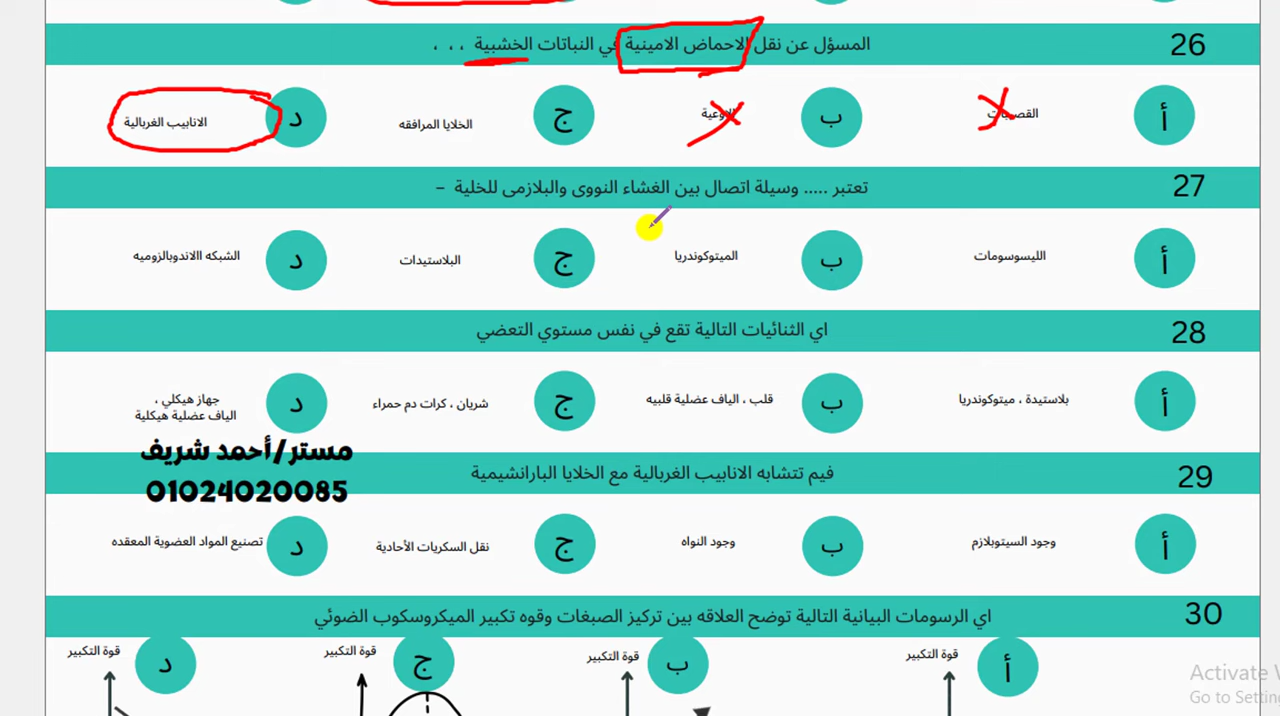 26
المسؤل عن نقل الاحماض الامينية في النباتات الخشبية ، ، ،
أ
ب
الاوعية
ج
الخلايا المرافقه
د
الانابيب الغربالية
27
تعتبر ..... وسيلة اتصال بين الغشاء النووى والبلازمى للخلية –
أ
الليسوسومات
ب
الميتوكوندريا
ج
البلاستيدات
د
الشبكه االاندوبالزوميه
28
اي الثنائيات التالية تقع في نفس مستوي التعضي
أ
بلاستيدة ، ميتوكوندريا
ب
قلب ، الياف عضلية قلبيه
ج
شريان ، كرات دم حمراء
د
جهاز هيكلي ،
الياف عضلية هيكلية
مستر/أحمد شريف
01024020085
29
فيم تتشابه الانابيب الغربالية مع الخلايا البارانشيمية
أ
وجود السيتوبلازم
ب
وجود النواه
ج
نقل السكريات الأحادية
د
تصنيع المواد العضوية المعقده
30
اي الرسومات البيانية التالية توضح العلاقه بين تركيز الصبغات وقوه تكبير الميكروسكوب الضوئي
أ
قوة التكبير
ب
قوة التكبير
ج
قوة التكبير
د
قوة التكبير
Activate
Go to Setting